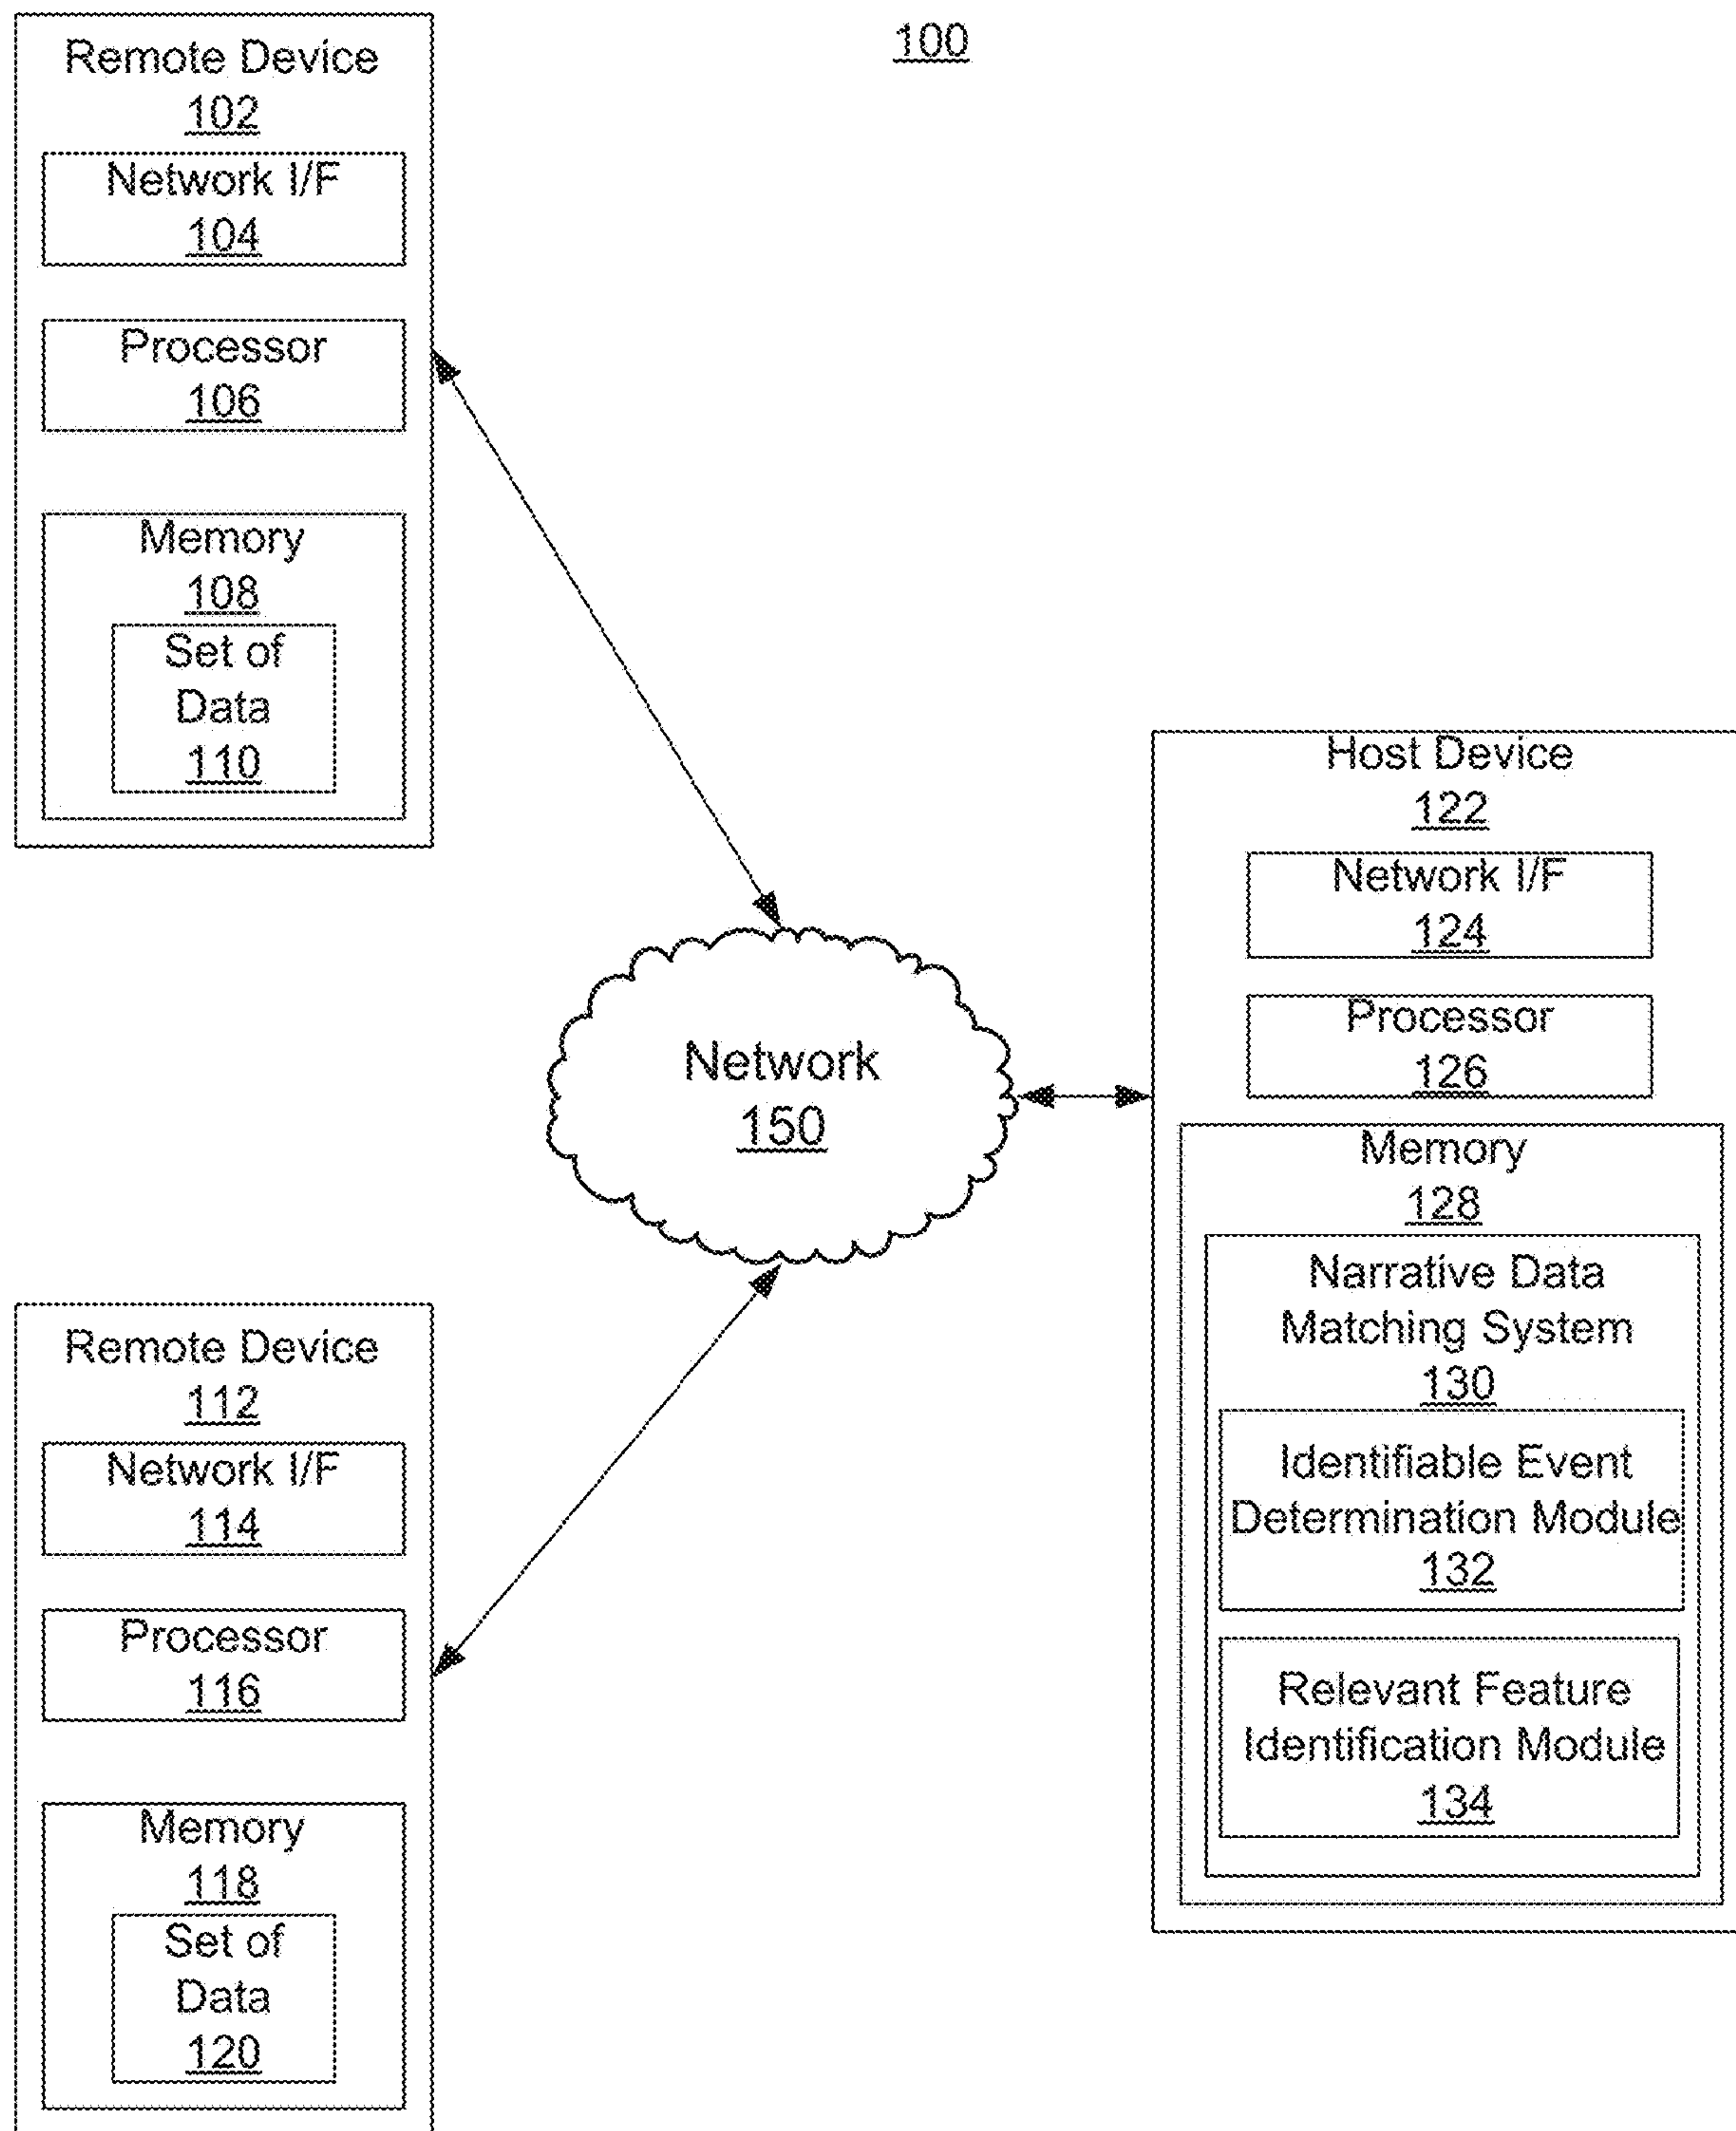 100
Remote Device
102
Network I/F
104
Processor
106
Memory
108
Set of
Data
110
Network
150
Host Device
122
Network I/F
124
Processor
126
Memory
128
Narrative Data
Matching System
130
Identifiable Event
Determination Module
132
Relevant Feature
Identification Module
134
Remote Device
112
Network I/F
114
Processor
116
Memory
118
Set of
Data
120